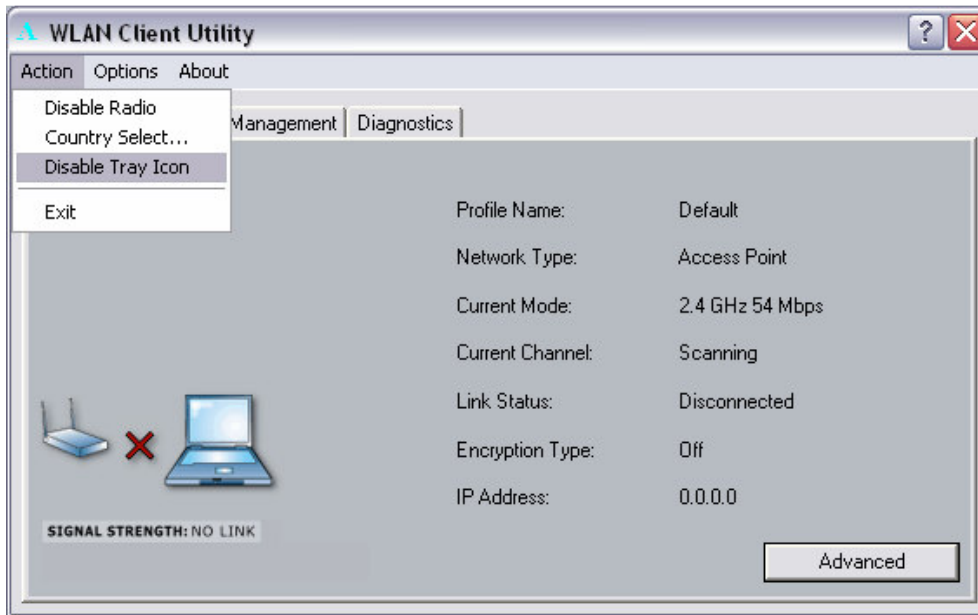 WLAN Client Utility
Action Options About
Disable Radio
Country Select...
Disable Tray Icon
Exit
Management Diagnostics
Profile Name: Default
Network Type: Access Point
Current Mode: 2.4 GHz 54 Mbps
Current Channel: Scanning
Link Status: Disconnected
Encryption Type: Off
IP Address: 0.0.0.0
SIGNAL STRENGTH: NO LINK
Advanced